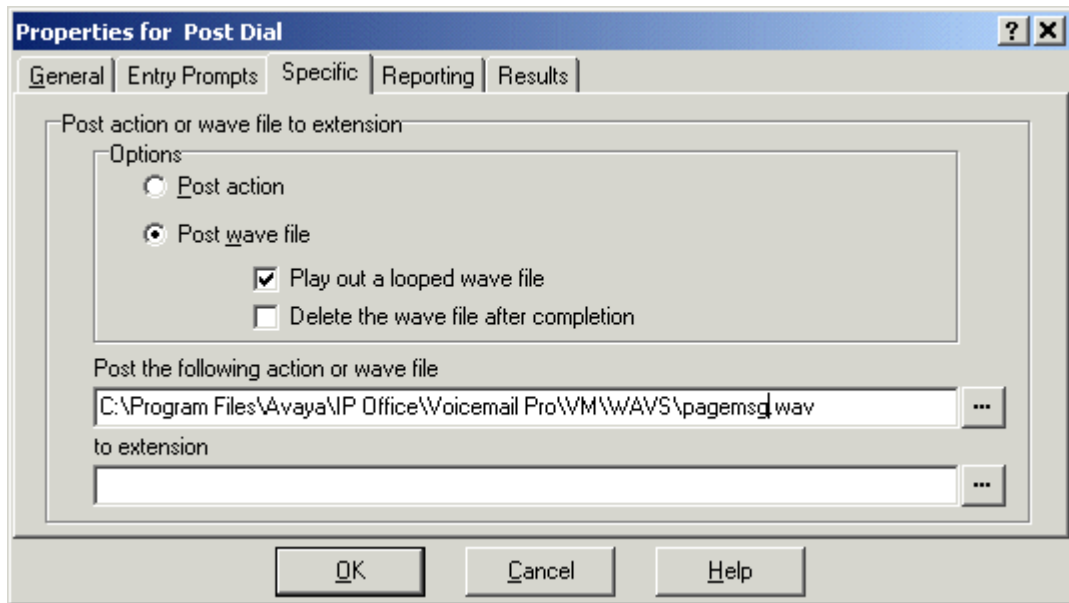 Properties for Post Dial
General Entry Prompts Specific Reporting Results
Post action or wave file to extension
Options
Post action
Post wave file
Play out a looped wave file
Delete the wave file after completion
Post the following action or wave file
C:\Program Files\Avaya\IP Office\Voicemail Pro\VM\WAVS\pagemsg.wav
...
to extension
...
OK Cancel Help